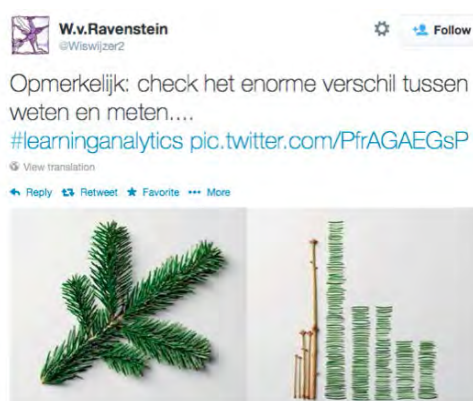 W.v.Ravenstein
@Wiswijzer2
Follow
Opmerkelijk: check het enorme verschil tussen
weten en meten....
#learninganalytics pic.twitter.com/PfrAGAEGsP
View translation
Reply Retweet Favorite More